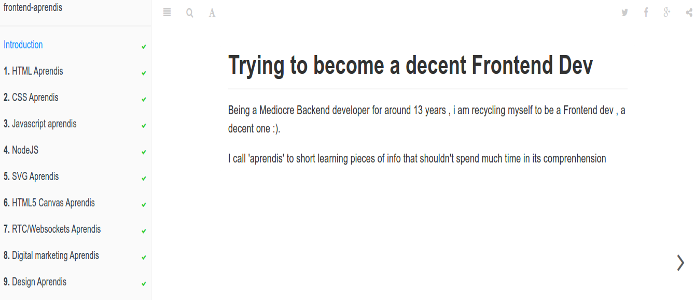 frontend-aprendis
Introduction
1. HTML Aprendis
2. CSS Aprendis
3. Javascript aprendis
4. NodeJS
5. SVG Aprendis
6. HTML5 Canvas Aprendis
7. RTC/Websockets Aprendis
8. Digital marketing Aprendis
9. Design Aprendis
A
Trying to become a decent Frontend Dev
Being a Mediocre Backend developer for around 13 years , i am recycling myself to be a Frontend dev , a
decent one :).
I call 'aprendis' to short learning pieces of info that shouldn't spend much time in its comprenhension